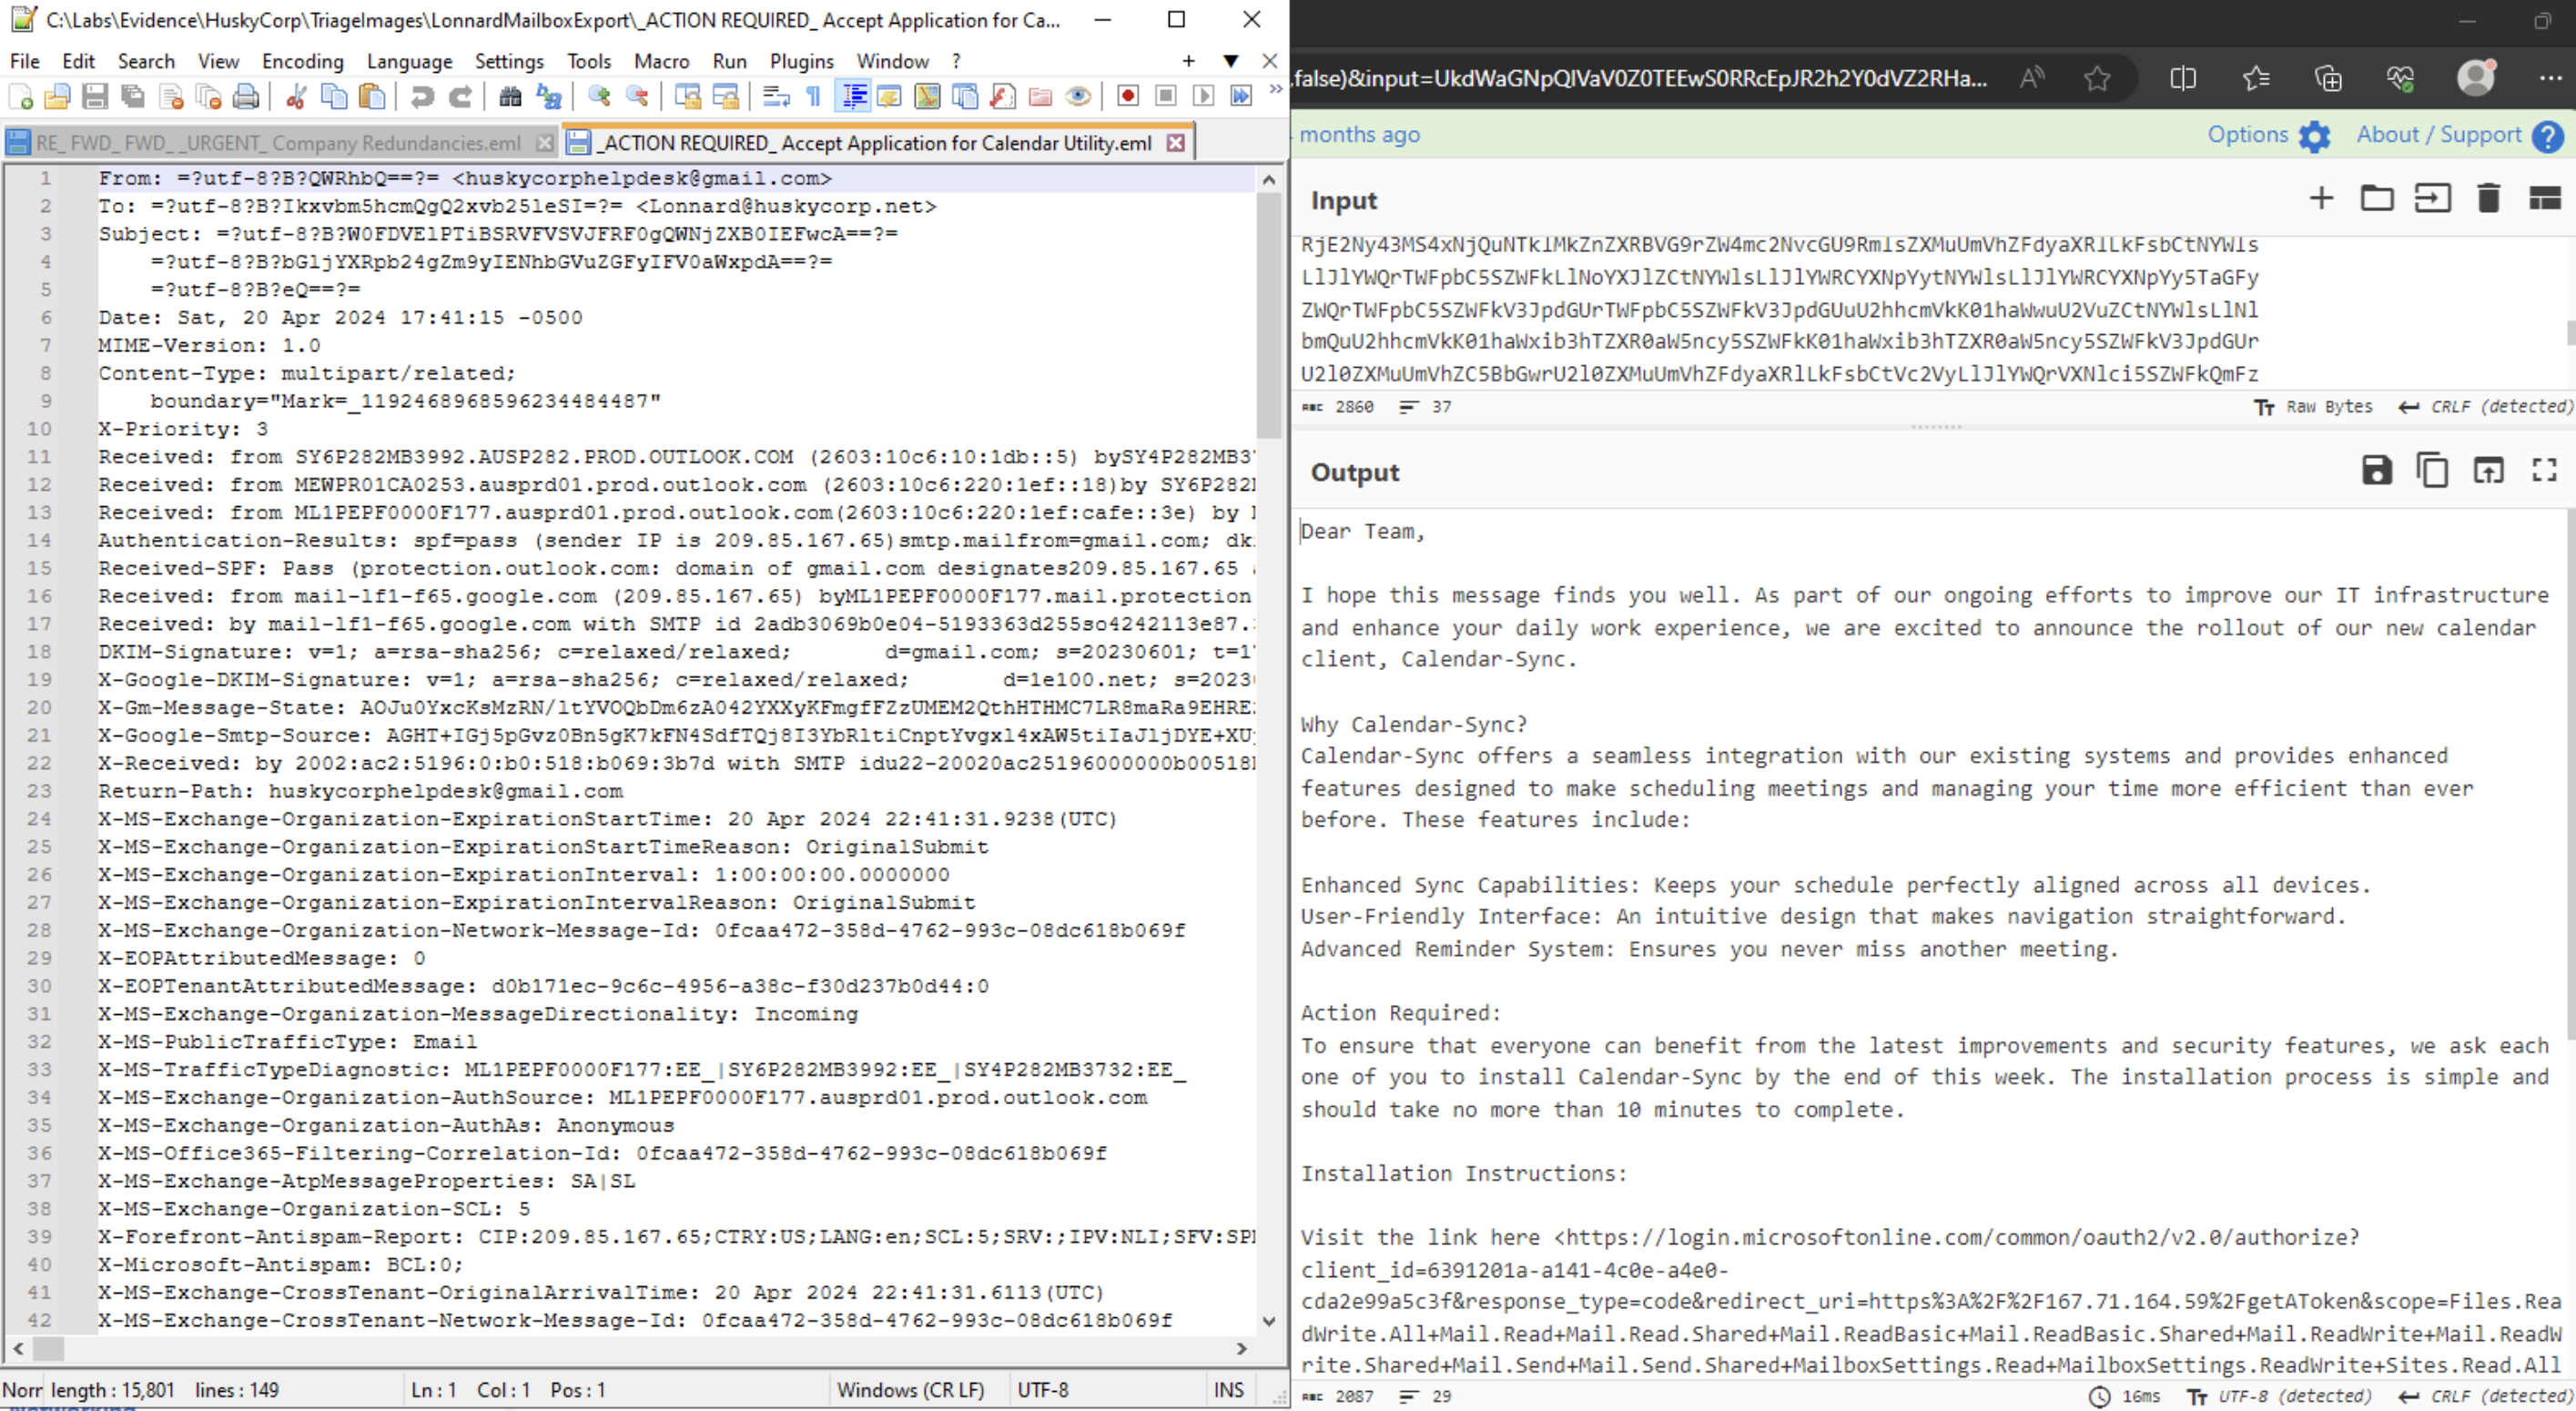 C:\Labs\Evidence\HuskyCorp\TriageImages\LonnardMailboxExport\_ACTION REQUIRED_ Accept Application for Ca...
File Edit Search View Encoding Language Settings Tools Macro Run Plugins Window ?
RE_ FWD_ FWD_ _URGENT_ Company Redundancies.eml
_ACTION REQUIRED_ Accept Application for Calendar Utility.eml
1 From: =?utf-8?B?QWRhbQ==?= <huskycorphelpdesk@gmail.com>
2 To: =?utf-8?B?Ikxvbm5hcmQgQ2xvb25leSI=?= <Lonnard@huskycorp.net>
3 Subject: =?utf-8?B?W0FDVElPTiBSRVFVSVJFRF0gQWNjZXB0IEFwcA==?=
4 =?utf-8?B?bGljYXRpb24gZm9yIENhbGVuZGFyIFV0aWxpdA==?=
5 =?utf-8?B?eQ==?=
6 Date: Sat, 20 Apr 2024 17:41:15 -0500
7 MIME-Version: 1.0
8 Content-Type: multipart/related;
9 boundary="Mark=_1192468968596234484487"
10 X-Priority: 3
11 Received: from SY6P282MB3992.AUSP282.PROD.OUTLOOK.COM (2603:10c6:10:1db::5) bySY4P282MB3
12 Received: from MEWPR01CA0253.ausprd01.prod.outlook.com (2603:10c6:220:1ef::18)by SY6P282
13 Received: from ML1PEPF0000F177.ausprd01.prod.outlook.com(2603:10c6:220:1ef:cafe::3e) by
14 Authentication-Results: spf=pass (sender IP is 209.85.167.65)smtp.mailfrom=gmail.com; dk
15 Received-SPF: Pass (protection.outlook.com: domain of gmail.com designates209.85.167.65
16 Received: from mail-lf1-f65.google.com (209.85.167.65) byML1PEPF0000F177.mail.protection
17 Received: by mail-lf1-f65.google.com with SMTP id 2adb3069b0e04-5193363d255so4242113e87.
18 DKIM-Signature: v=1; a=rsa-sha256; c=relaxed/relaxed; d=gmail.com; s=20230601; t=1
19 X-Google-DKIM-Signature: v=1; a=rsa-sha256; c=relaxed/relaxed; d=1e100.net; s=2023
20 X-Gm-Message-State: AOJu0YxcKsMzRN/ltYVOQbDm6zA042YXXyKFmgfFZzUMEM2QthHTHMC7LR8maRa9EHRE
21 X-Google-Smtp-Source: AGHT+IGj5pGvz0Bn5gK7kFN4SdfTQj8I3YbRltiCnptYvgxl4xAW5tiIaJljDYE+XU
22 X-Received: by 2002:ac2:5196:0:b0:518:b069:3b7d with SMTP idu22-20020ac25196000000b00518
23 Return-Path: huskycorphelpdesk@gmail.com
24 X-MS-Exchange-Organization-ExpirationStartTime: 20 Apr 2024 22:41:31.9238(UTC)
25 X-MS-Exchange-Organization-ExpirationStartTimeReason: OriginalSubmit
26 X-MS-Exchange-Organization-ExpirationInterval: 1:00:00:00.0000000
27 X-MS-Exchange-Organization-ExpirationIntervalReason: OriginalSubmit
28 X-MS-Exchange-Organization-Network-Message-Id: 0fcaa472-358d-4762-993c-08dc618b069f
29 X-EOPAttributedMessage: 0
30 X-EOPTenantAttributedMessage: d0b171ec-9c6c-4956-a38c-f30d237b0d44:0
31 X-MS-Exchange-Organization-MessageDirectionality: Incoming
32 X-MS-PublicTrafficType: Email
33 X-MS-TrafficTypeDiagnostic: ML1PEPF0000F177:EE_|SY6P282MB3992:EE_|SY4P282MB3732:EE_
34 X-MS-Exchange-Organization-AuthSource: ML1PEPF0000F177.ausprd01.prod.outlook.com
35 X-MS-Exchange-Organization-AuthAs: Anonymous
36 X-MS-Office365-Filtering-Correlation-Id: 0fcaa472-358d-4762-993c-08dc618b069f
37 X-MS-Exchange-AtpMessageProperties: SA|SL
38 X-MS-Exchange-Organization-SCL: 5
39 X-Forefront-Antispam-Report: CIP:209.85.167.65;CTRY:US;LANG:en;SCL:5;SRV:;IPV:NLI;SFV:SP
40 X-Microsoft-Antispam: BCL:0;
41 X-MS-Exchange-CrossTenant-OriginalArrivalTime: 20 Apr 2024 22:41:31.6113(UTC)
42 X-MS-Exchange-CrossTenant-Network-Message-Id: 0fcaa472-358d-4762-993c-08dc618b069f
Norr length : 15,801 lines : 149 Ln : 1 Col : 1 Pos : 1 Windows (CR LF) UTF-8 INS
,false)&input=UkdWaGNpQlVaV0Z0TEEwS0RRcEpJR2h2Y0dVZ2RHa...
months ago Options About / Support
Input
RjE2Ny43MS4xNjQuNTklMkZnZXRBVG9rZW4mc2NvcGU9RmlsZXMuUmVhZFdyaXRlLkFsbCtNYWls
LlJlYWQrTWFpbC5SZWFkLlNoYXJlZCtNYWlsLlJlYWRCYXNpYytNYWlsLlJlYWRCYXNpYy5TaGFy
ZWQrTWFpbC5SZWFkV3JpdGUrTWFpbC5SZWFkV3JpdGUuU2hhcmVkK01haWwuU2VuZCtNYWlsLlNl
bmQuU2hhcmVkK01haWxib3hTZXR0aW5ncy5SZWFkK01haWxib3hTZXR0aW5ncy5SZWFkV3JpdGUr
U2l0ZXMuUmVhZC5BbGwrU2l0ZXMuUmVhZFdyaXRlLkFsbCtVc2VyLlJlYWQrVXNlci5SZWFkQmFz
2860 37 Raw Bytes CRLF (detected)
Output
Dear Team,
I hope this message finds you well. As part of our ongoing efforts to improve our IT infrastructure
and enhance your daily work experience, we are excited to announce the rollout of our new calendar
client, Calendar-Sync.
Why Calendar-Sync?
Calendar-Sync offers a seamless integration with our existing systems and provides enhanced
features designed to make scheduling meetings and managing your time more efficient than ever
before. These features include:
Enhanced Sync Capabilities: Keeps your schedule perfectly aligned across all devices.
User-Friendly Interface: An intuitive design that makes navigation straightforward.
Advanced Reminder System: Ensures you never miss another meeting.
Action Required:
To ensure that everyone can benefit from the latest improvements and security features, we ask each
one of you to install Calendar-Sync by the end of this week. The installation process is simple and
should take no more than 10 minutes to complete.
Installation Instructions:
Visit the link here <https://login.microsoftonline.com/common/oauth2/v2.0/authorize?
client_id=6391201a-a141-4c0e-a4e0-
cda2e99a5c3f&response_type=code&redirect_uri=https%3A%2F%2F167.71.164.59%2FgetAToken&scope=Files.Rea
dWrite.All+Mail.Read+Mail.Read.Shared+Mail.ReadBasic+Mail.ReadBasic.Shared+Mail.ReadWrite+Mail.ReadW
rite.Shared+Mail.Send+Mail.Send.Shared+MailboxSettings.Read+MailboxSettings.ReadWrite+Sites.Read.All
2087 29 16ms UTF-8 (detected) CRLF (detected)